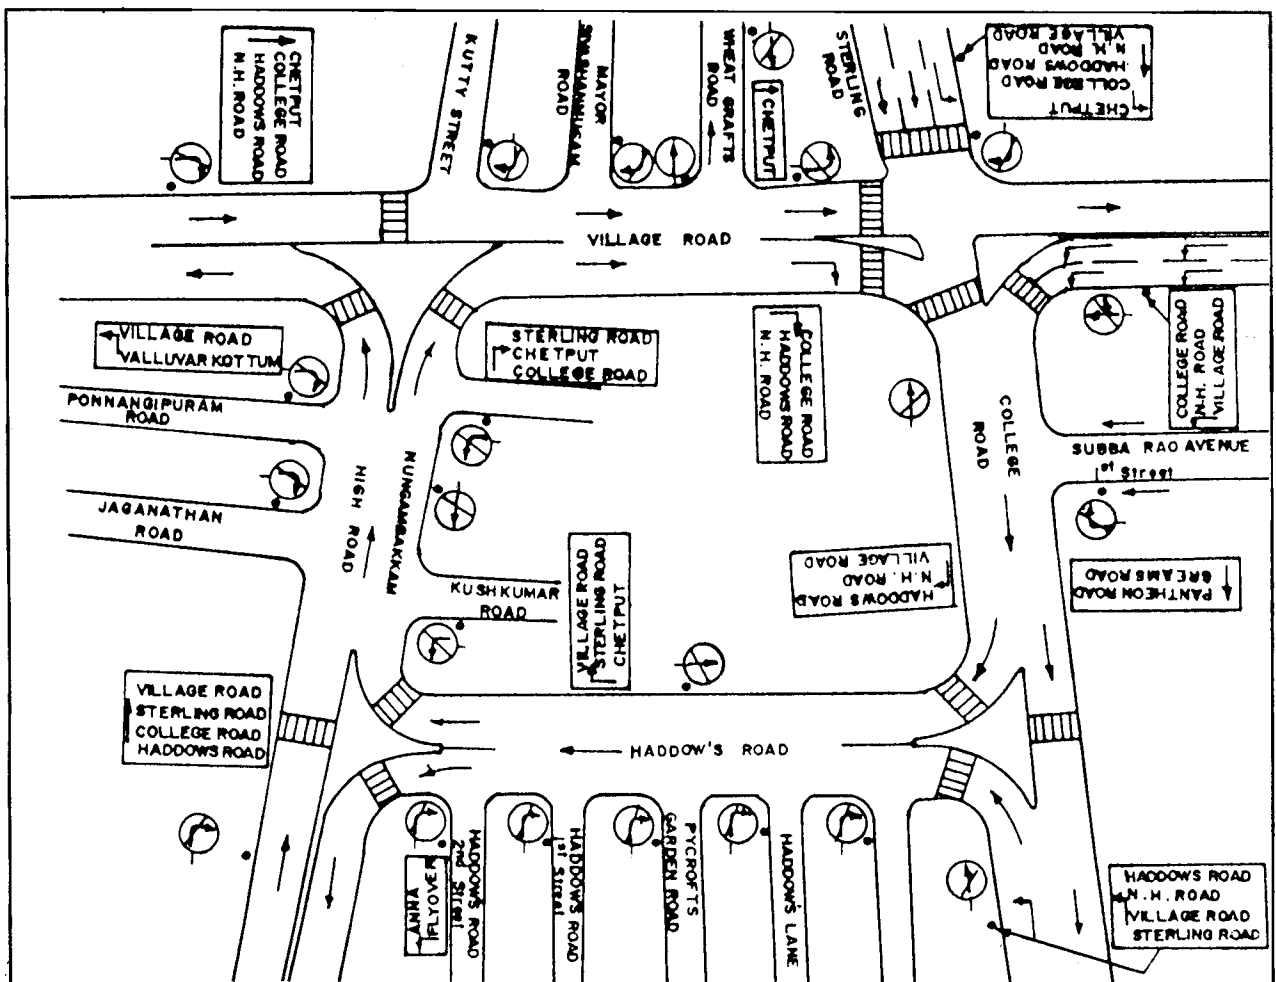 CHETPUT
COLLEGE ROAD
HADDOWS ROAD
N.H. ROAD
KUTTY STREET
MAYOR
ROAD
WHEAT CRAFTS
ROAD
CHETPUT
STERLING
ROAD
VILLAGE ROAD
N.H. ROAD
HADDOWS ROAD
COLLEGE ROAD
CHETPUT
VILLAGE ROAD
VILLAGE ROAD
VALLUVAR KOTTUM
STERLING ROAD
CHETPUT
COLLEGE ROAD
COLLEGE ROAD
HADDOWS ROAD
N.H. ROAD
COLLEGE ROAD
N.H. ROAD
VILLAGE ROAD
PONNANGIPURAM
ROAD
COLLEGE
ROAD
SUBBA RAO AVENUE
1st Street
JAGANATHAN
ROAD
NUNGAMBAKKAM
HIGH ROAD
KUSHKUMAR
ROAD
VILLAGE ROAD
STERLING ROAD
CHETPUT
HADDOWS ROAD
N.H. ROAD
VILLAGE ROAD
PANTHEON ROAD
GREAMS ROAD
VILLAGE ROAD
STERLING ROAD
COLLEGE ROAD
HADDOWS ROAD
HADDOW'S ROAD
ANNA
FLYOVER
HADDOWS ROAD
2nd Street
HADDOWS ROAD
1st Street
PYCROFTS
GARDEN ROAD
HADDOW'S LANE
HADDOWS ROAD
N.H. ROAD
VILLAGE ROAD
STERLING ROAD